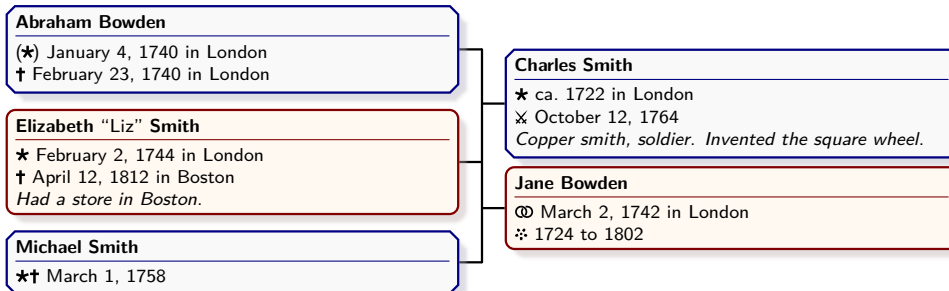 Abraham Bowden
(★) January 4, 1740 in London
† February 23, 1740 in London
Elizabeth “Liz” Smith
★ February 2, 1744 in London
† April 12, 1812 in Boston
Had a store in Boston.
Michael Smith
★† March 1, 1758
Charles Smith
★ ca. 1722 in London
⚔ October 12, 1764
Copper smith, soldier. Invented the square wheel.
Jane Bowden
⚭ March 2, 1742 in London
⁘ 1724 to 1802